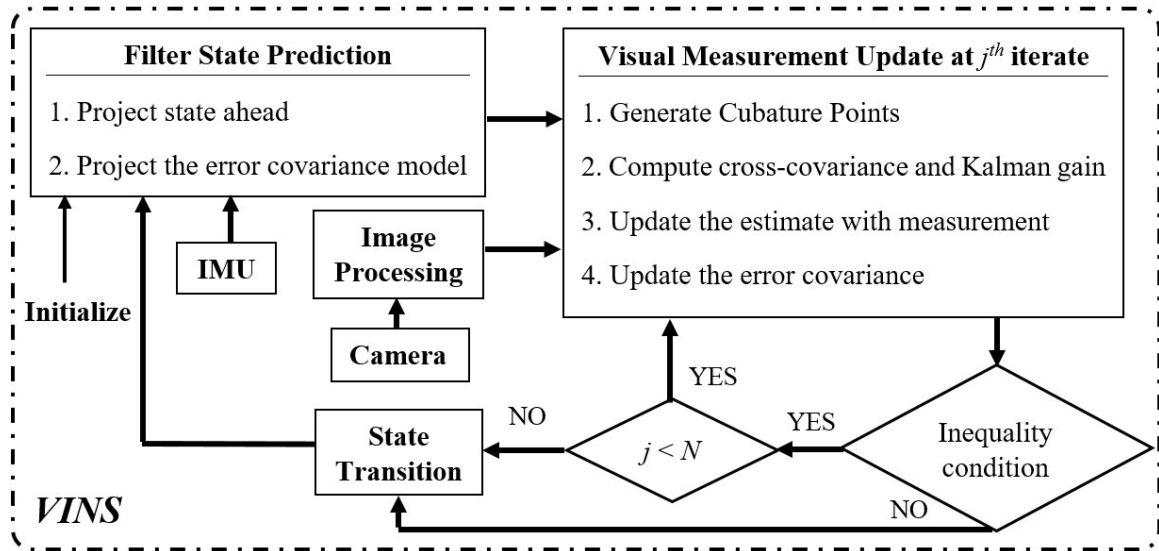 Filter State Prediction
1. Project state ahead
2. Project the error covariance model
Visual Measurement Update at jth iterate
1. Generate Cubature Points
2. Compute cross-covariance and Kalman gain
3. Update the estimate with measurement
4. Update the error covariance
Image
Processing
IMU
Initialize
Camera
YES
NO
YES
State
Transition
j < N
Inequality
condition
NO
VINS